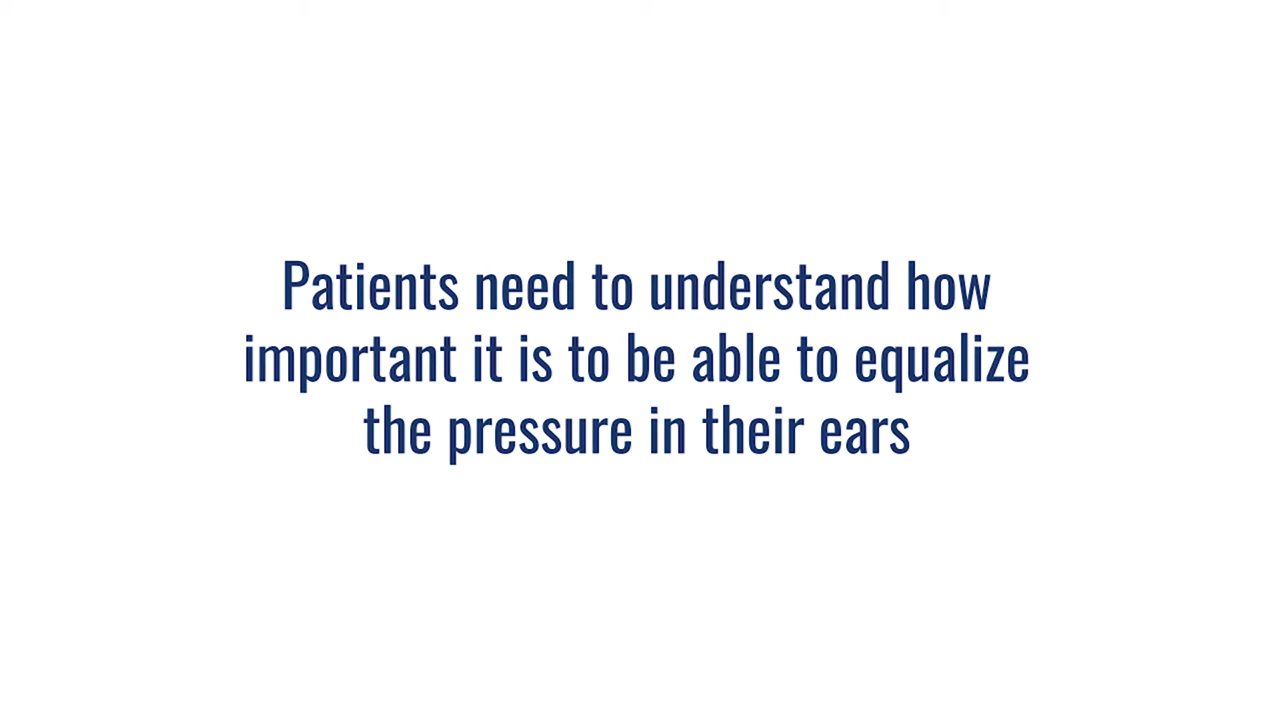 Patients need to understand how
important it is to be able to equalize
the pressure in their ears